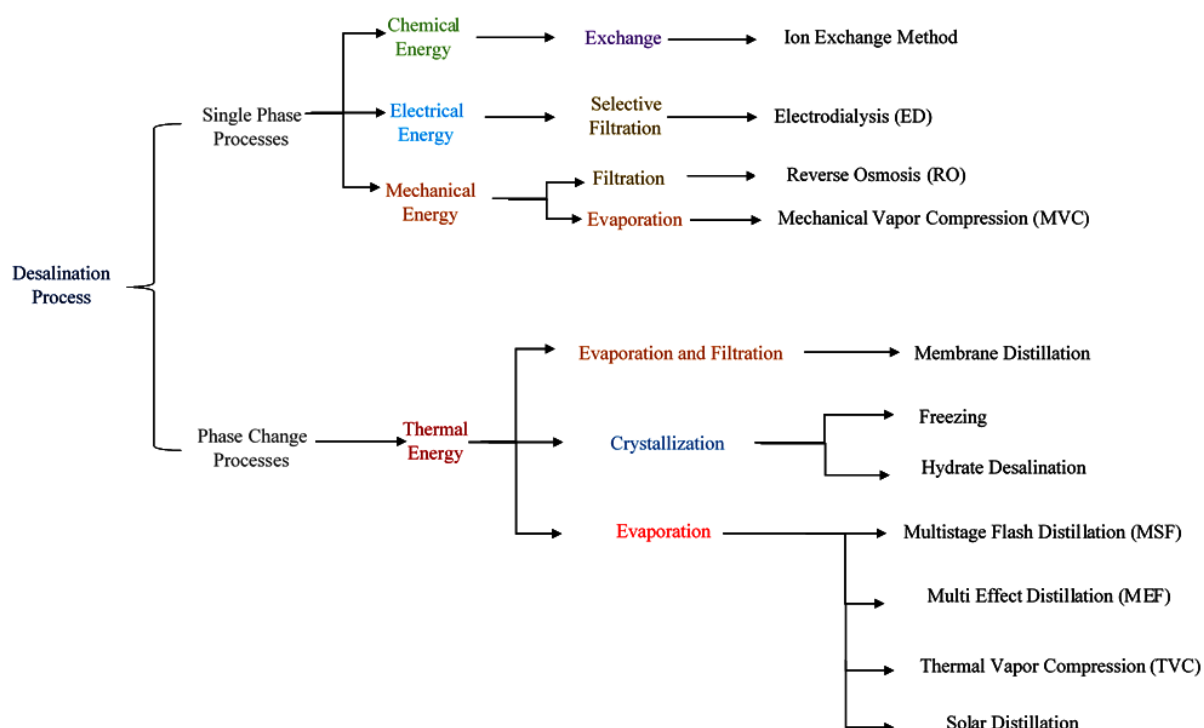 Chemical
Energy
Exchange
Ion Exchange Method
Single Phase
Processes
Electrical
Energy
Selective
Filtration
Electrodialysis (ED)
Mechanical
Energy
Filtration
Reverse Osmosis (RO)
Evaporation
Mechanical Vapor Compression (MVC)
Desalination
Process
Evaporation and Filtration
Membrane Distillation
Phase Change
Processes
Thermal
Energy
Crystallization
Freezing
Hydrate Desalination
Evaporation
Multistage Flash Distillation (MSF)
Multi Effect Distillation (MEF)
Thermal Vapor Compression (TVC)
Solar Distillation